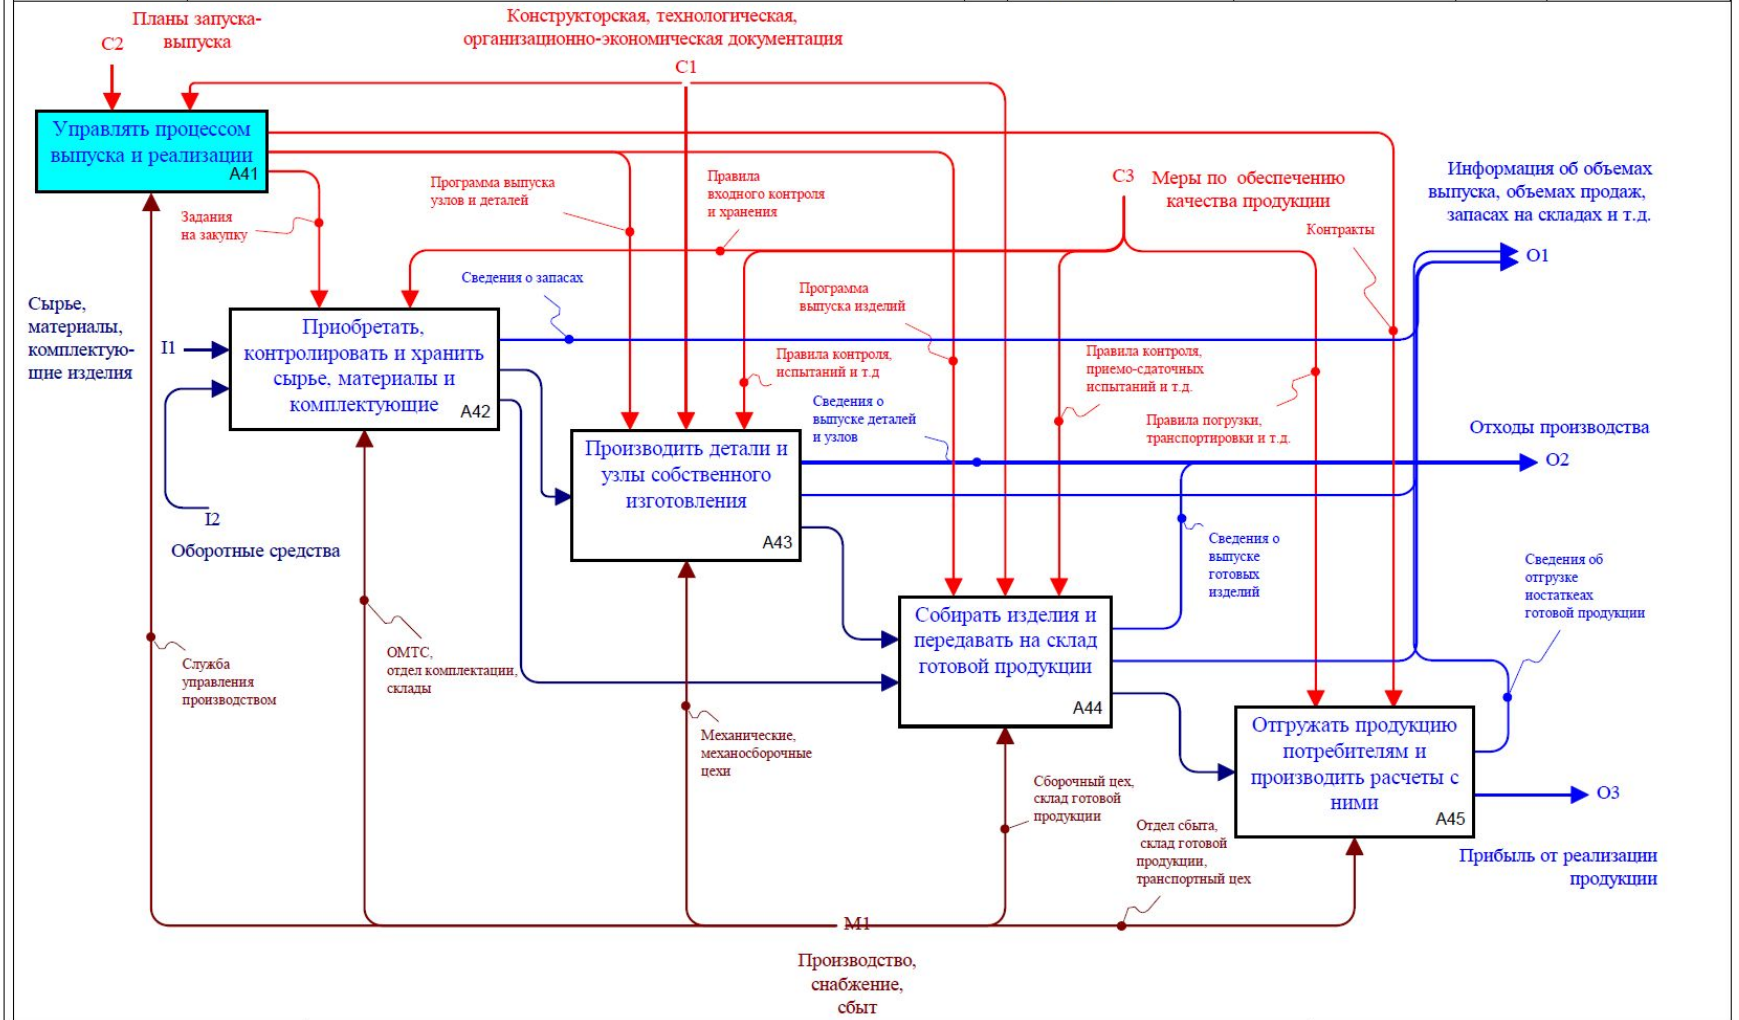 Планы запуска-
выпуска
C2
Конструкторская, технологическая,
организационно-экономическая документация
C1
Управлять процессом
выпуска и реализации
A41
Задания
на закупку
Программа выпуска
узлов и деталей
Правила
входного контроля
и хранения
C3
Меры по обеспечению
качества продукции
Контракты
Информация об объемах
выпуска, объемах продаж,
запасах на складах и т.д.
O1
Сырье,
материалы,
комплектую-
щие изделия
I1
Приобретать,
контролировать и хранить
сырье, материалы и
комплектующие
A42
Сведения о запасах
Программа
выпуска изделий
Правила контроля,
испытаний и т.д
Правила контроля,
приемо-сдаточных
испытаний и т.д.
Сведения о
выпуске деталей
и узлов
Правила погрузки,
транспортировки и т.д.
Отходы производства
O2
I2
Оборотные средства
Производить детали и
узлы собственного
изготовления
A43
Сведения о
выпуске
готовых
изделий
Сведения об
отгрузке
иостаткеах
готовой продукции
Служба
управления
производством
ОМТС,
отдел комплектации,
склады
Собирать изделия и
передавать на склад
готовой продукции
A44
Механические,
механосборочные
цехи
Отгружать продукцию
потребителям и
производить расчеты с
ними
A45
O3
Прибыль от реализации
продукции
Сборочный цех,
склад готовой
продукции
Отдел сбыта,
склад готовой
продукции,
транспортный цех
M1
Производство,
снабжение,
сбыт